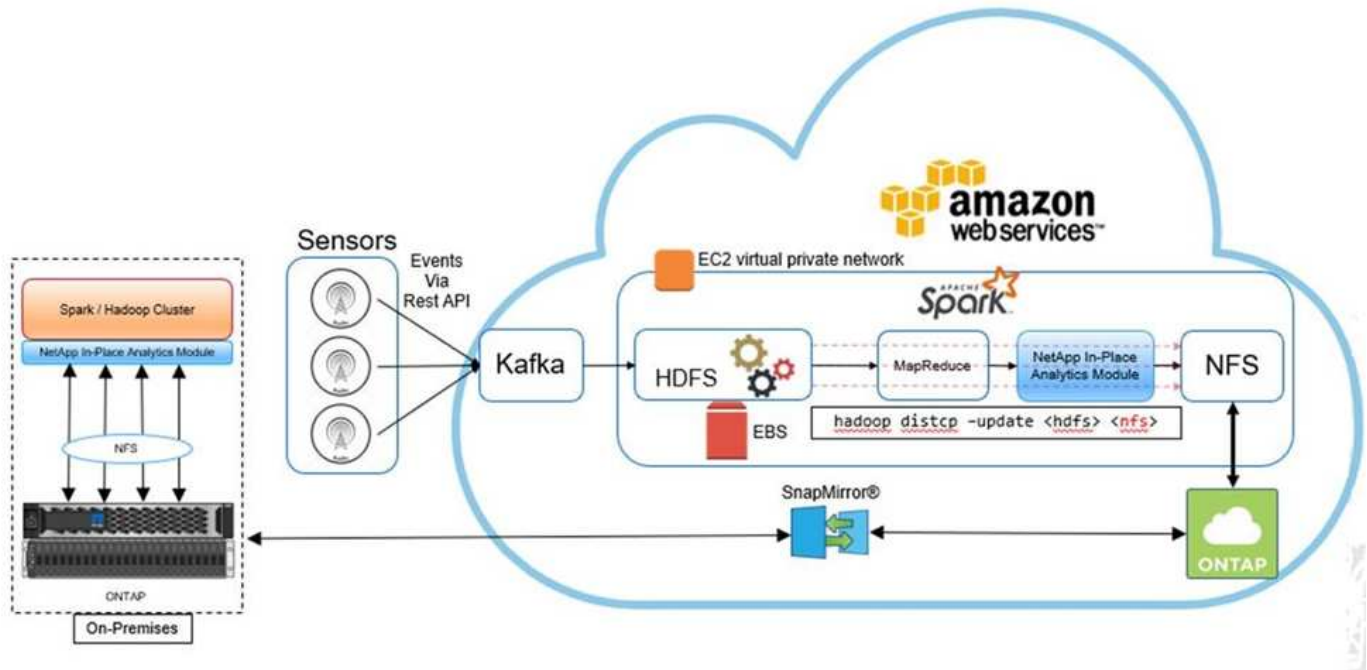 amazon
webservices™
EC2 virtual private network
APACHE
Spark
Sensors
Events
Via
Rest API
Spark / Hadoop Cluster
NetApp In-Place Analytics Module
NFS
ONTAP
On-Premises
Kafka
HDFS
EBS
MapReduce
NetApp In-Place
Analytics Module
NFS
hadoop distcp -update <hdfs> <nfs>
SnapMirror®
ONTAP